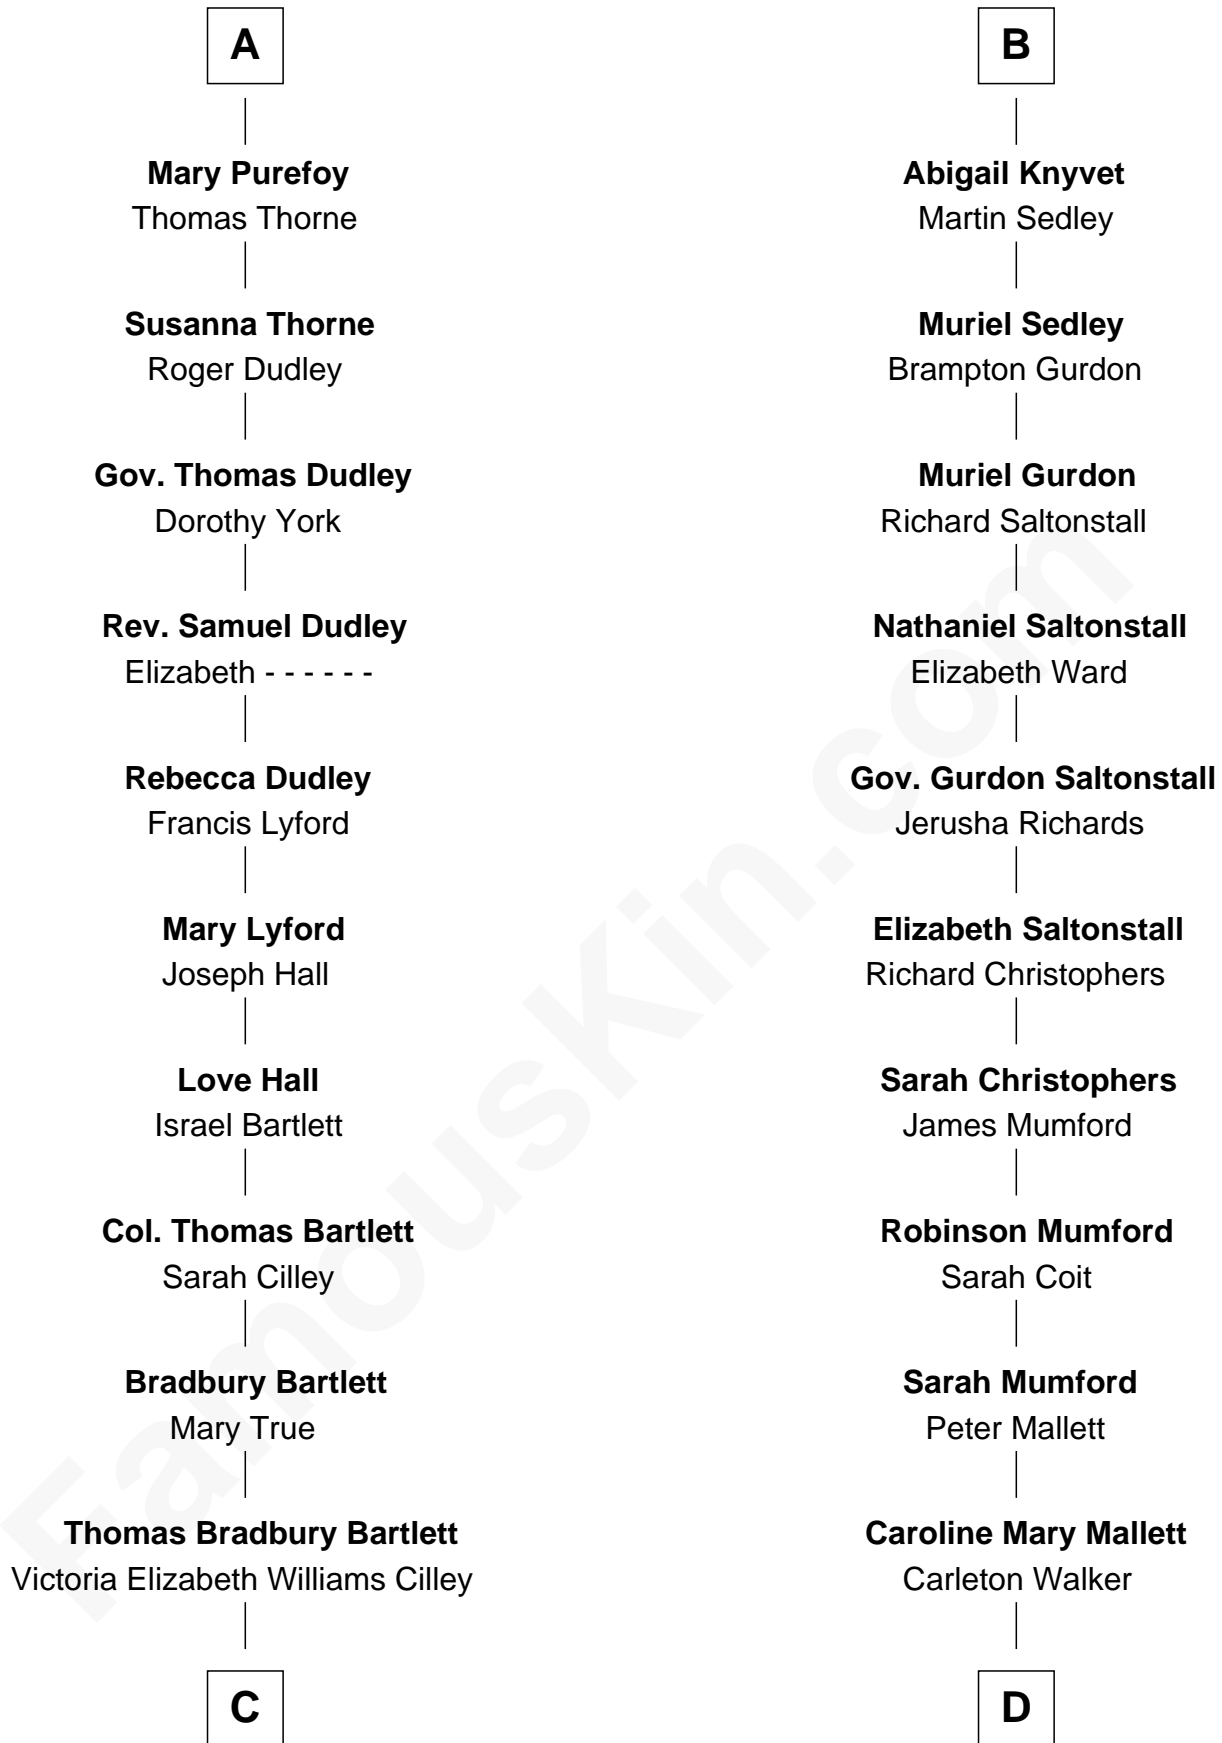 A
Mary Purefoy
Thomas Thorne
Susanna Thorne
Roger Dudley
Gov. Thomas Dudley
Dorothy York
Rev. Samuel Dudley
Elizabeth - - - - - -
Rebecca Dudley
Francis Lyford
Mary Lyford
Joseph Hall
Love Hall
Israel Bartlett
Col. Thomas Bartlett
Sarah Cilley
Bradbury Bartlett
Mary True
Thomas Bradbury Bartlett
Victoria Elizabeth Williams Cilley
C
B
Abigail Knyvet
Martin Sedley
Muriel Sedley
Brampton Gurdon
Muriel Gurdon
Richard Saltonstall
Nathaniel Saltonstall
Elizabeth Ward
Gov. Gurdon Saltonstall
Jerusha Richards
Elizabeth Saltonstall
Richard Christophers
Sarah Christophers
James Mumford
Robinson Mumford
Sarah Coit
Sarah Mumford
Peter Mallett
Caroline Mary Mallett
Carleton Walker
D
FamousKin.com